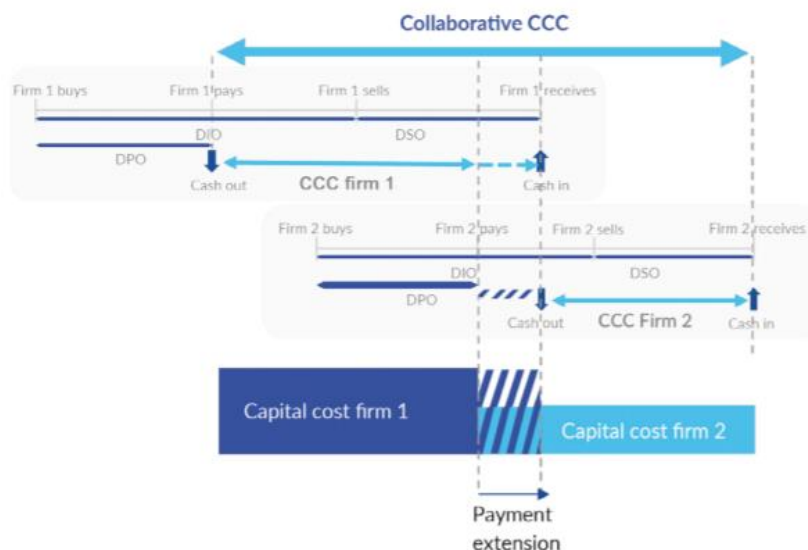 Collaborative CCC
Firm 1 buys Firm 1 pays Firm 1 sells Firm 1 receives
DIO DSO
DPO
Cash out CCC firm 1 Cash in
Firm 2 buys Firm 2 pays Firm 2 sells Firm 2 receives
DIO DSO
DPO
Cash out CCC Firm 2 Cash in
Capital cost firm 1
Capital cost firm 2
Payment
extension